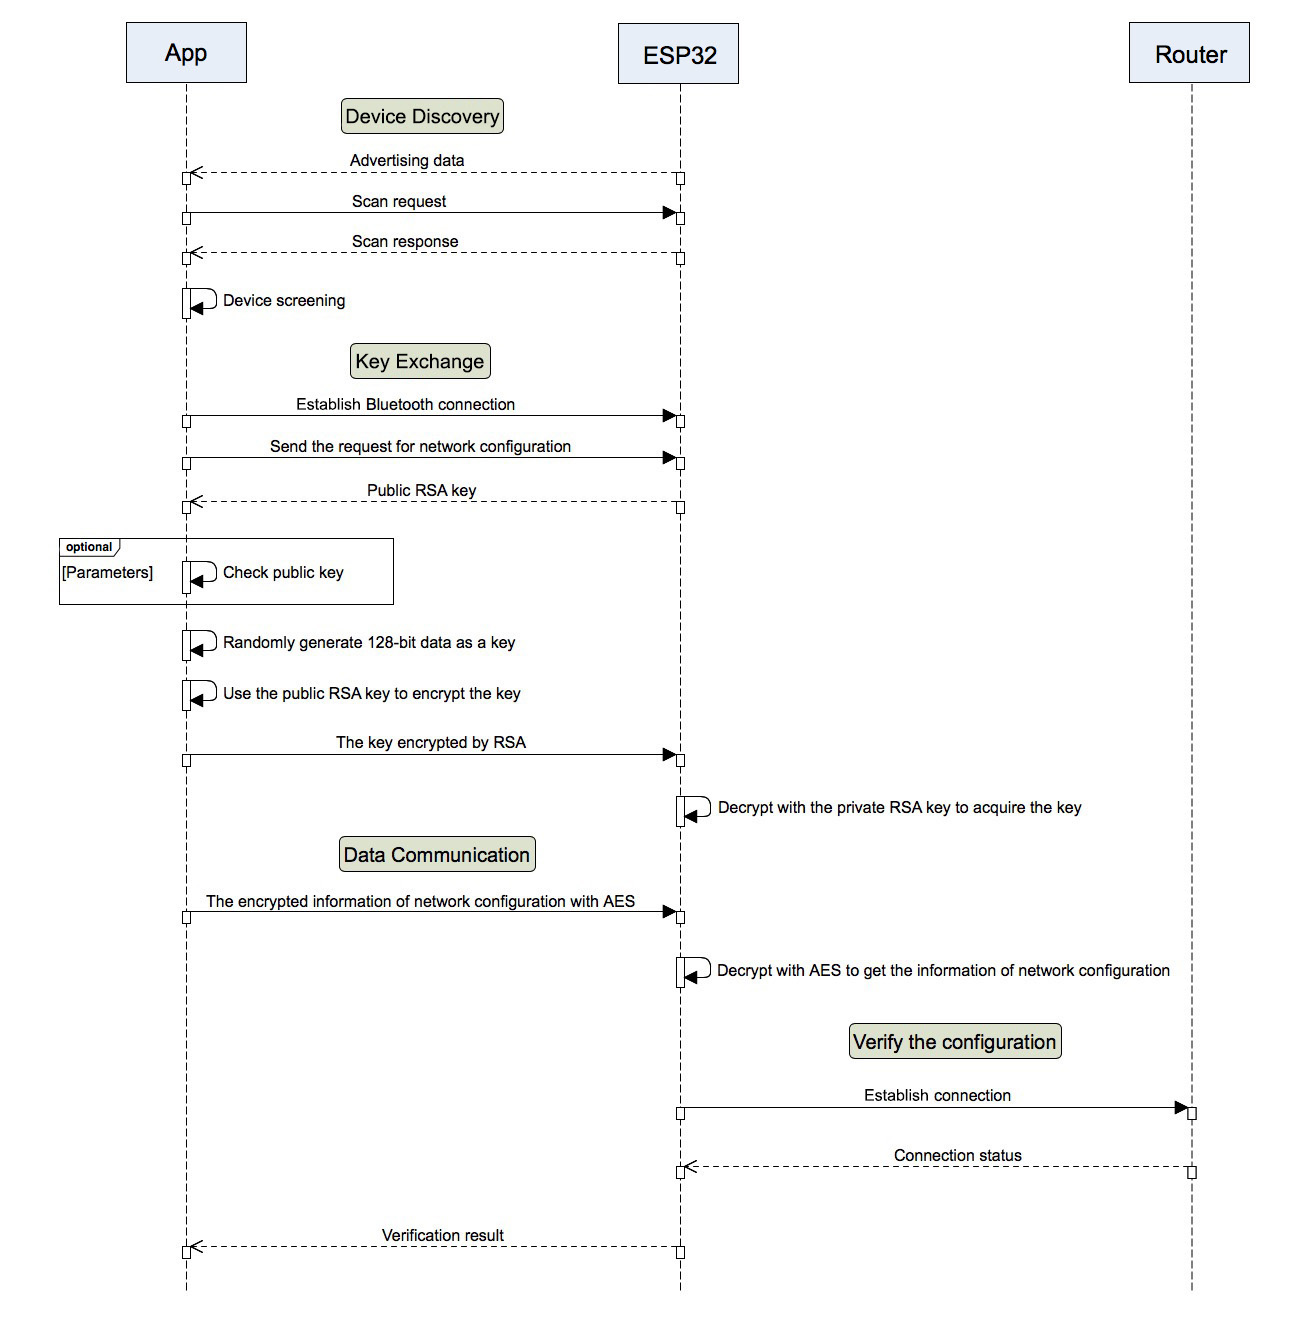 App
ESP32
Router
Device Discovery
Advertising data
Scan request
Scan response
Device screening
Key Exchange
Establish Bluetooth connection
Send the request for network configuration
Public RSA key
optional
[Parameters]
Check public key
Randomly generate 128-bit data as a key
Use the public RSA key to encrypt the key
The key encrypted by RSA
Decrypt with the private RSA key to acquire the key
Data Communication
The encrypted information of network configuration with AES
Decrypt with AES to get the information of network configuration
Verify the configuration
Establish connection
Connection status
Verification result